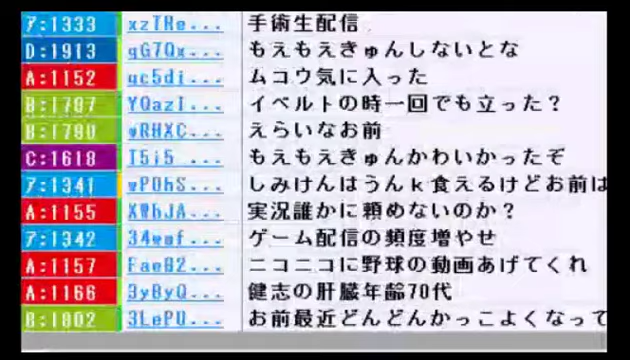 ア:1333 xzTRe... 手術生配信
D:1913 gG7Qx... もえもえきゅんしないとな
A:1152 qc5di... ムコウ気に入った
B:1797 YQazI... イベルトの時一回でも立った？
B:1790 wRHXC... えらいなお前
C:1618 T5i5 ... もえもえきゅんかわいかったぞ
ア:1341 wPOhS... しみけんはうんｋ食えるけどお前は
A:1155 XWhJA... 実況誰かに頼めないのか？
ア:1342 34wmf... ゲーム配信の頻度増やせ
A:1157 FaeB2... ニコニコに野球の動画あげてくれ
A:1166 3yByQ... 健志の肝臓年齢70代
B:1802 3LePU... お前最近どんどんかっこよくなって